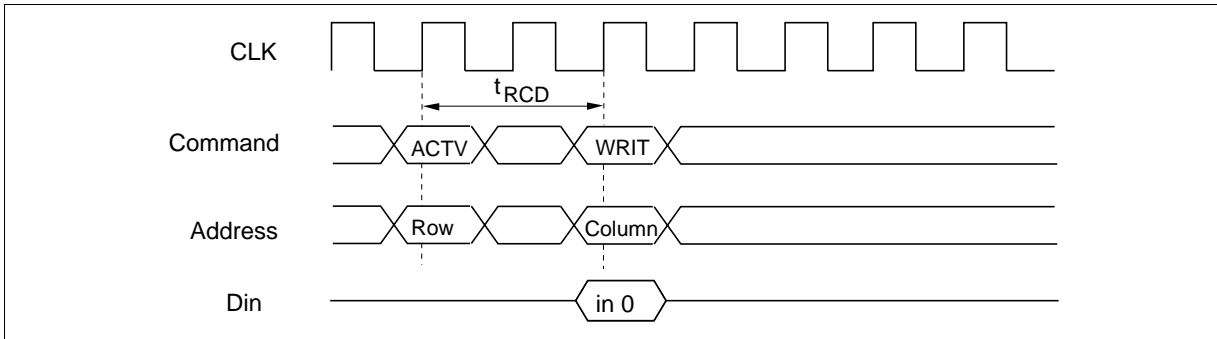 CLK
tRCD
Command
ACTV
WRIT
Address
Row
Column
Din
in 0